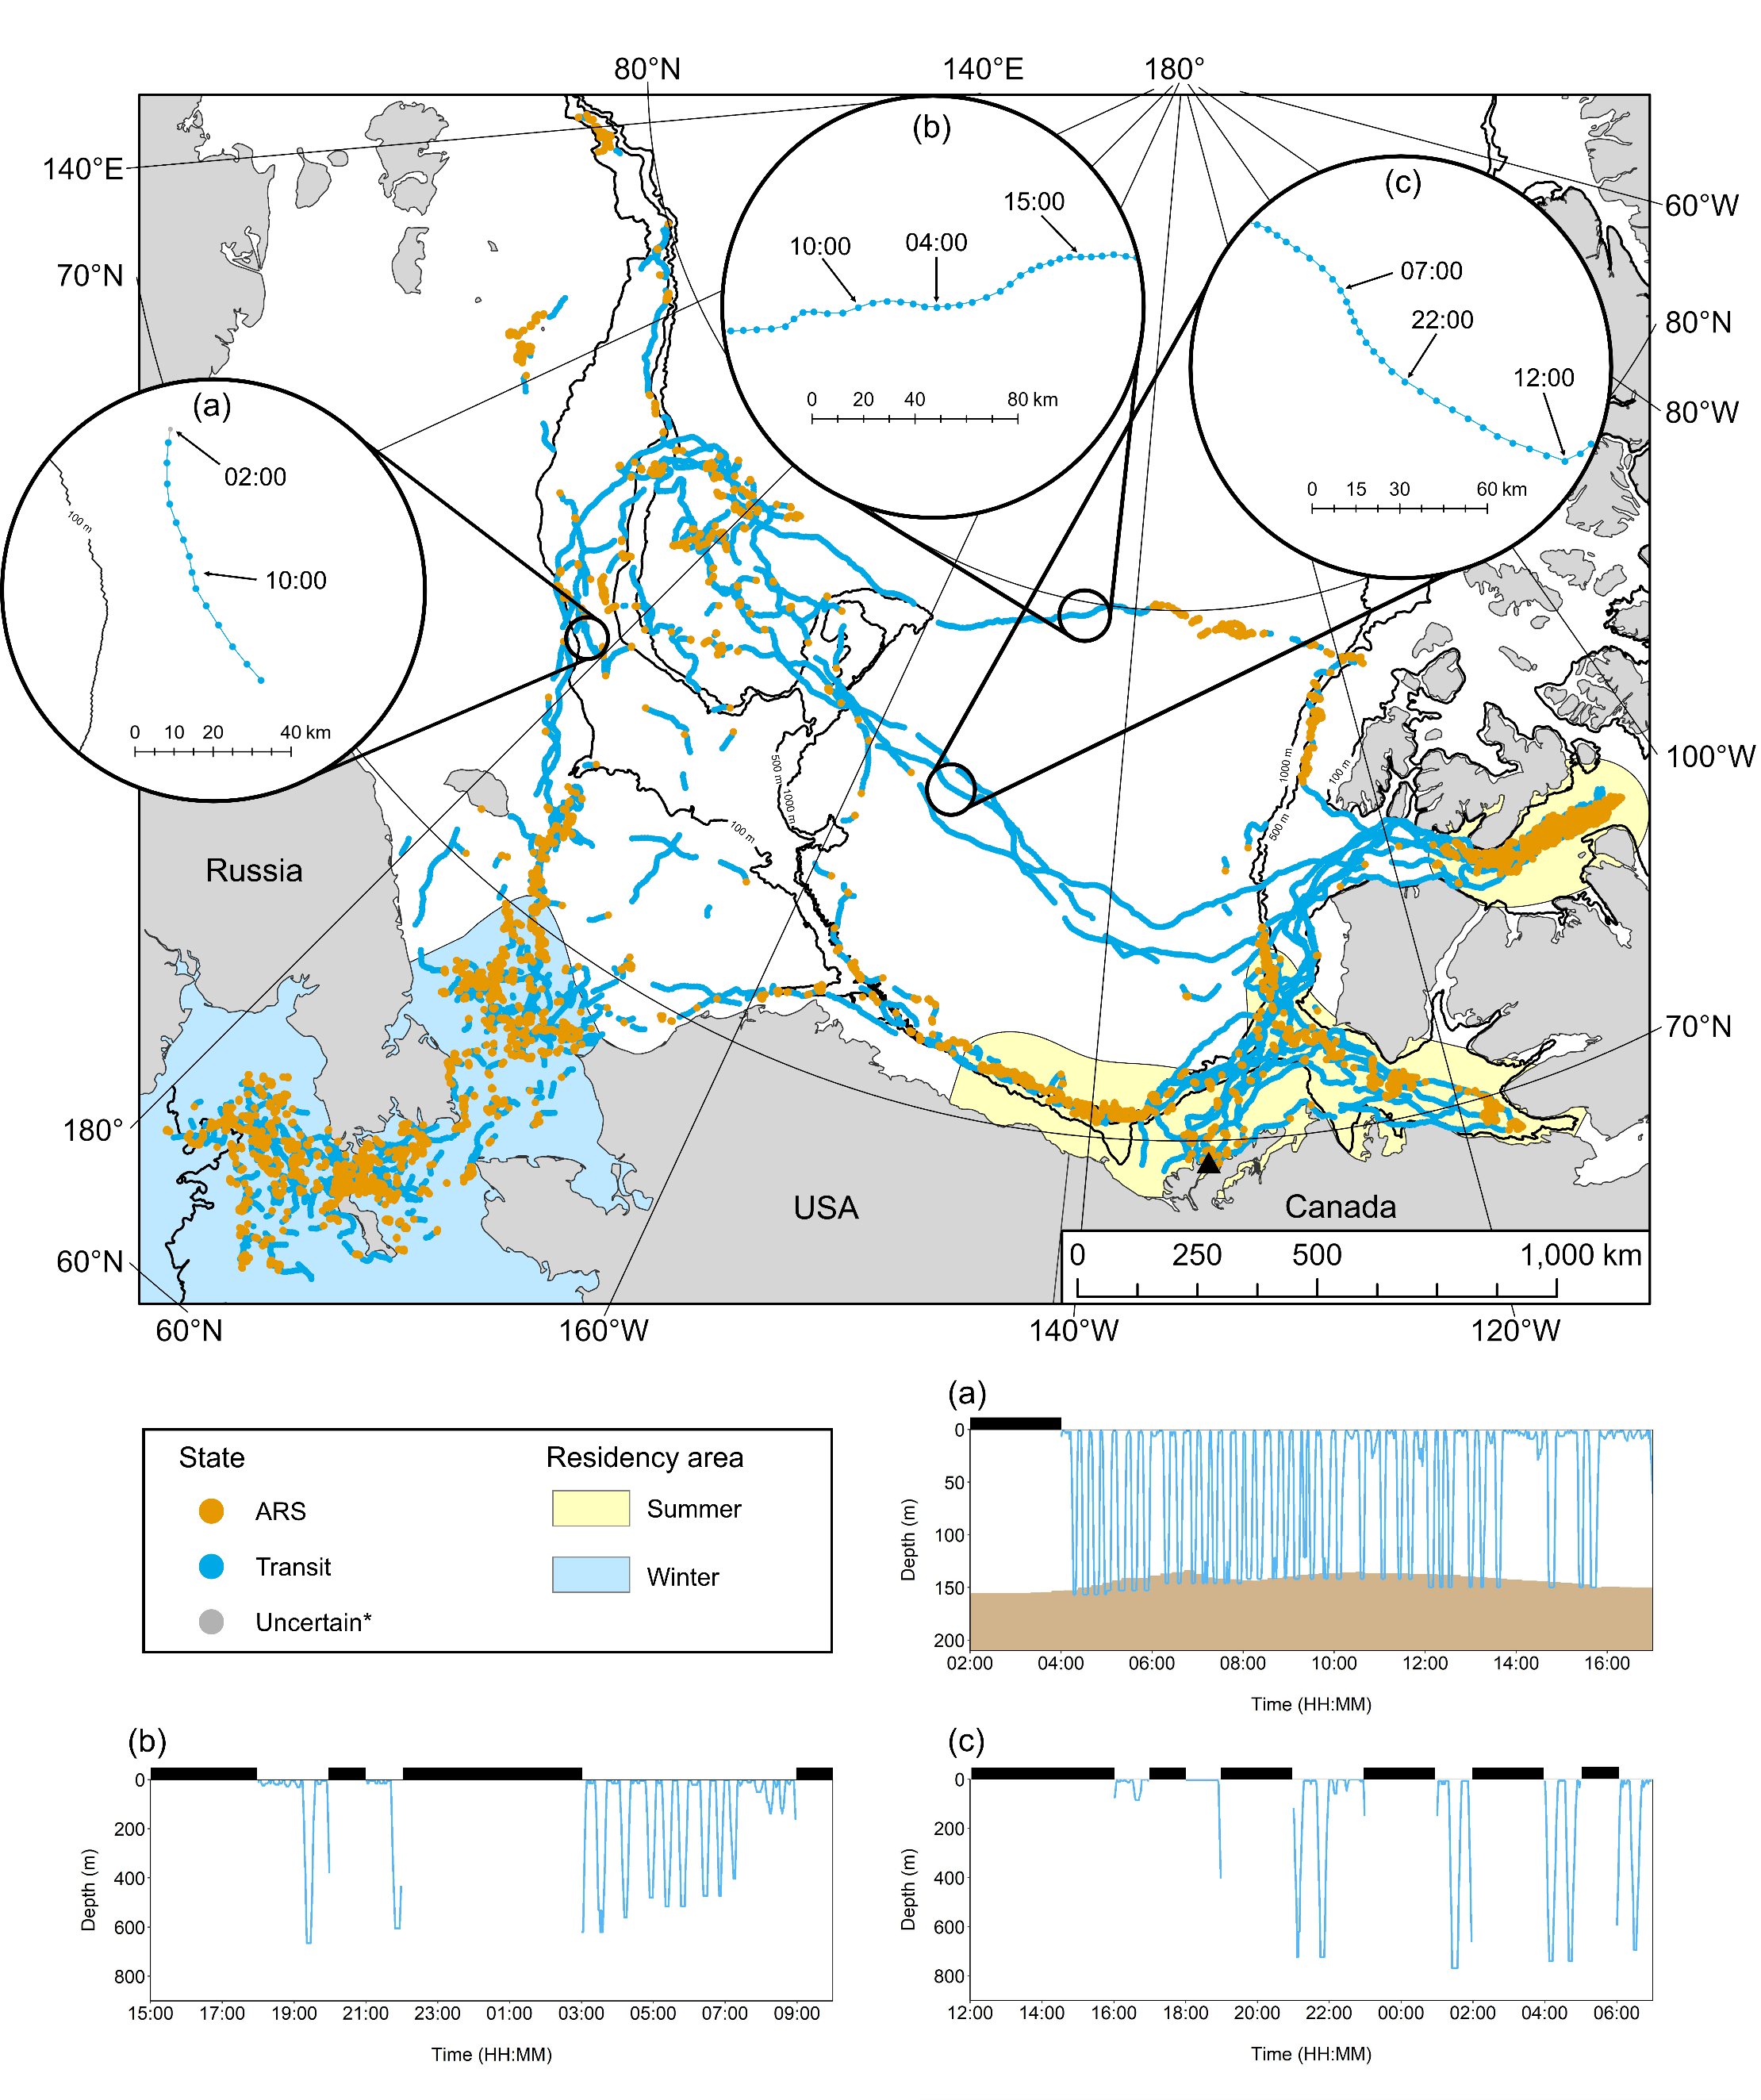 80°N 140°E 180°
(b)
140°E
(c)
15:00
60°W
10:00 04:00
07:00
70°N
22:00
80°N
12:00
(a)
0 20 40 80 km
80°W
02:00
0 15 30 60 km
100 m
10:00
0 10 20 40 km
500 m
1000 m
1000 m
100 m
500 m
100 m
100°W
Russia
70°N
180°
USA
Canada
0 250 500 1,000 km
60°N
60°N 160°W 140°W 120°W
State
ARS
Transit
Uncertain*
Residency area
Summer
Winter
(a)
Depth (m)
0
50
100
150
200
02:00 04:00 06:00 08:00 10:00 12:00 14:00 16:00
Time (HH:MM)
(b)
Depth (m)
0
200
400
600
800
15:00 17:00 19:00 21:00 23:00 01:00 03:00 05:00 07:00 09:00
Time (HH:MM)
(c)
Depth (m)
0
200
400
600
800
12:00 14:00 16:00 18:00 20:00 22:00 00:00 02:00 04:00 06:00
Time (HH:MM)